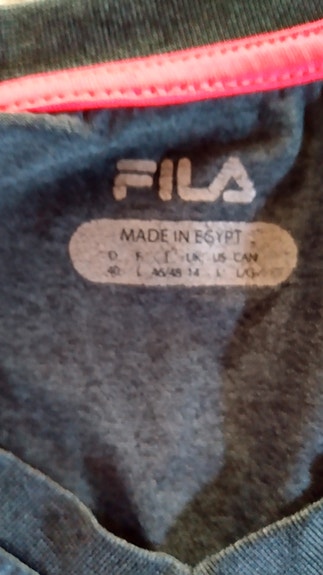 FILA
MADE IN EGYPT
D F I UK US CAN
40 L 46/48 14 L L/G